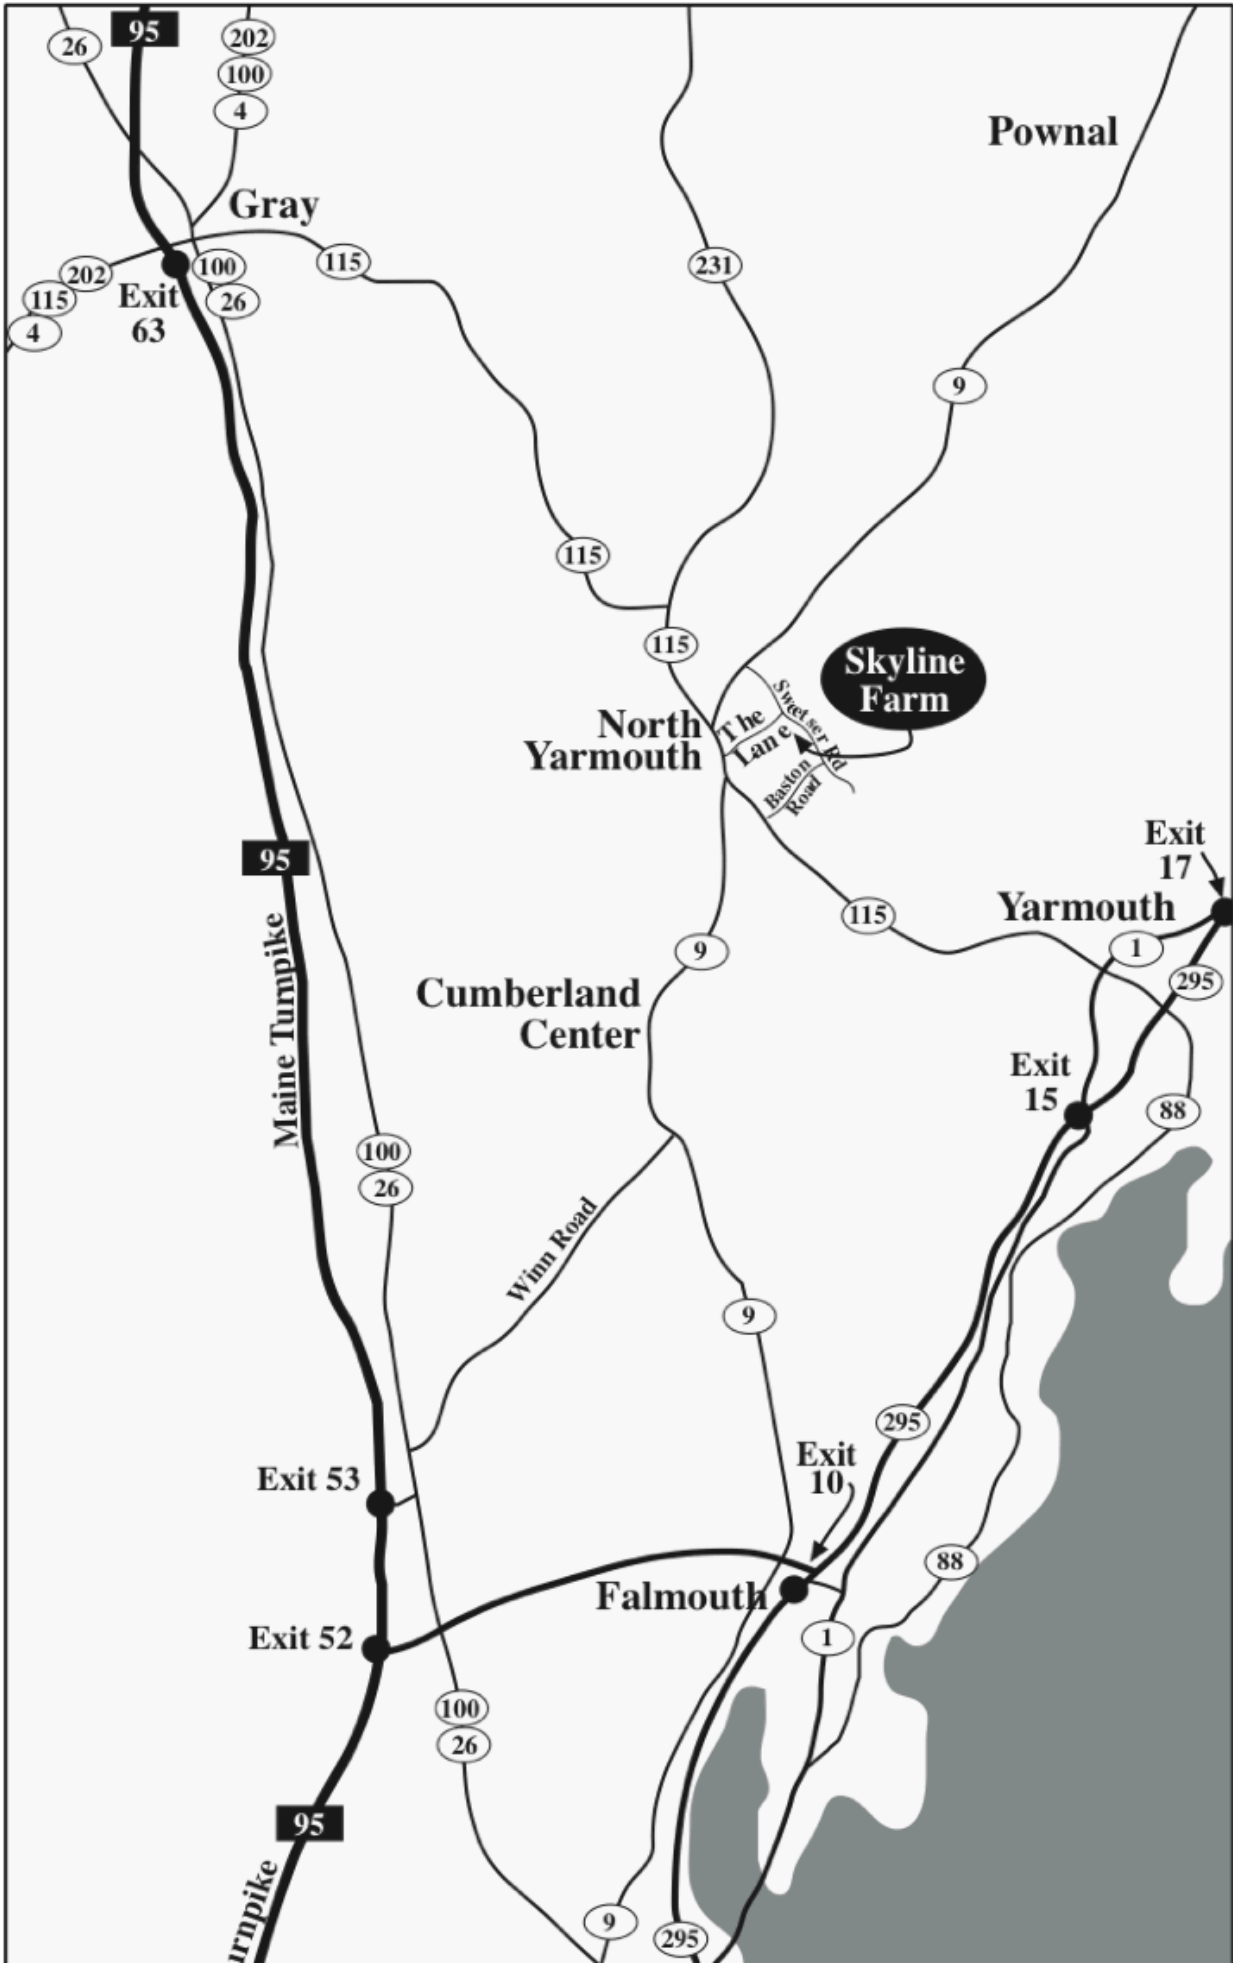 26
95
202
100
4
Pownal
Gray
202
115
4
Exit
63
100
26
115
231
9
115
115
Skyline
Farm
North
Yarmouth
The
Lane
Sweetser Rd
Baston
Road
95
Exit
17
Yarmouth
115
1
295
9
Cumberland
Center
Maine Turnpike
Exit
15
88
100
26
Winn Road
9
295
Exit
10
Exit 53
88
Falmouth
Exit 52
1
100
26
95
urnpike
9
295